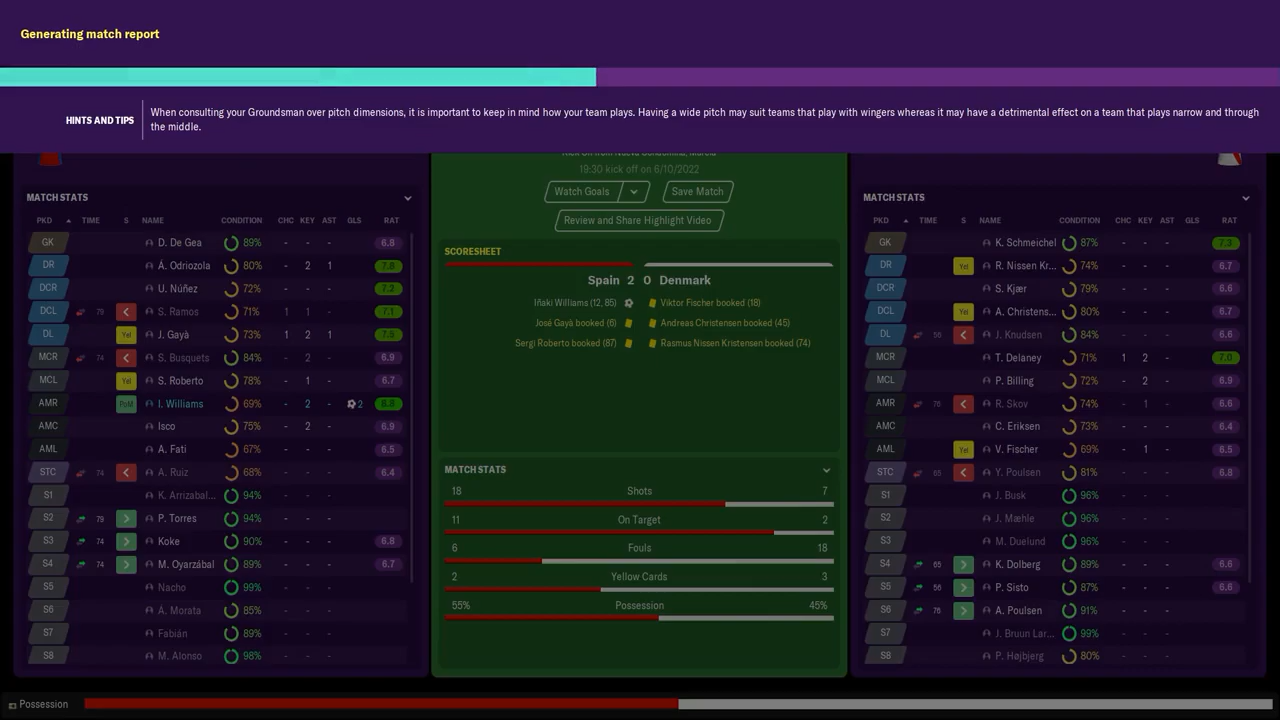 Generating match report
HINTS AND TIPS
When consulting your Groundsman over pitch dimensions, it is important to keep in mind how your team plays. Having a wide pitch may suit teams that play with wingers whereas it may have a detrimental effect on a team that plays narrow and through
the middle.
19:30 kick off on 6/10/2022
Watch Goals
Save Match
Review and Share Highlight Video
MATCH STATS
PKD TIME S NAME CONDITION CHC KEY AST GLS RAT
GK D. De Gea 89% - - - 6.8
DR Á. Odriozola 80% - 2 1 7.8
DCR U. Núñez 72% - - -
DCL 79 S. Ramos 71% 1 1 - 7.1
DL Yel J. Gayà 73% 1 2 1
MCR 74 S. Busquets 84% - 2 - 6.9
MCL Yel S. Roberto 78% - 1 - 6.7
AMR PoM I. Williams 69% - 2 - 2 8.8
AMC Isco 75% - 2 - 6.9
AML A. Fati 67% - - - 6.5
STC 74 A. Ruiz 68% - - - 6.4
S1 K. Arrizabal... 94% - - -
S2 79 P. Torres 94% - - -
S3 74 Koke 90% - - - 6.8
S4 74 M. Oyarzábal 89% - - - 6.7
S5 Nacho 99% - - -
S6 Á. Morata 85% - - -
S7 Fabián 89% - - -
S8 M. Alonso 98% - - -
SCORESHEET
Spain 2 0 Denmark
Iñaki Williams (12, 85)
José Gayà booked (6)
Sergi Roberto booked (87)
Viktor Fischer booked (18)
Andreas Christensen booked (45)
Rasmus Nissen Kristensen booked (74)
MATCH STATS
18 Shots 7
11 On Target 2
6 Fouls 18
2 Yellow Cards 3
55% Possession 45%
MATCH STATS
PKD TIME S NAME CONDITION CHC KEY AST GLS RAT
GK K. Schmeichel 87% - - - 7.3
DR Yel R. Nissen Kr... 74% - - - 6.7
DCR S. Kjær 79% - - - 6.6
DCL Yel A. Christens... 80% - - - 6.7
DL J. Knudsen 84% - - - 6.6
MCR T. Delaney 71% 1 2 - 7.0
MCL P. Billing 72% - 2 - 6.9
AMR R. Skov 74% - 1 - 6.6
AMC C. Eriksen 73% - - - 6.4
AML Yel V. Fischer 69% - 1 - 6.5
STC 65 Y. Poulsen 81% - - - 6.8
S1 J. Busk 96% - - -
S2 J. Mæhle 96% - - -
S3 M. Duelund 96% - - -
S4 65 K. Dolberg 89% - - - 6.6
S5 P. Sisto 87% - - - 6.6
S6 A. Poulsen 91% - - -
S7 J. Bruun Lar... 99% - - -
S8 P. Højbjerg 80% - - -
Possession